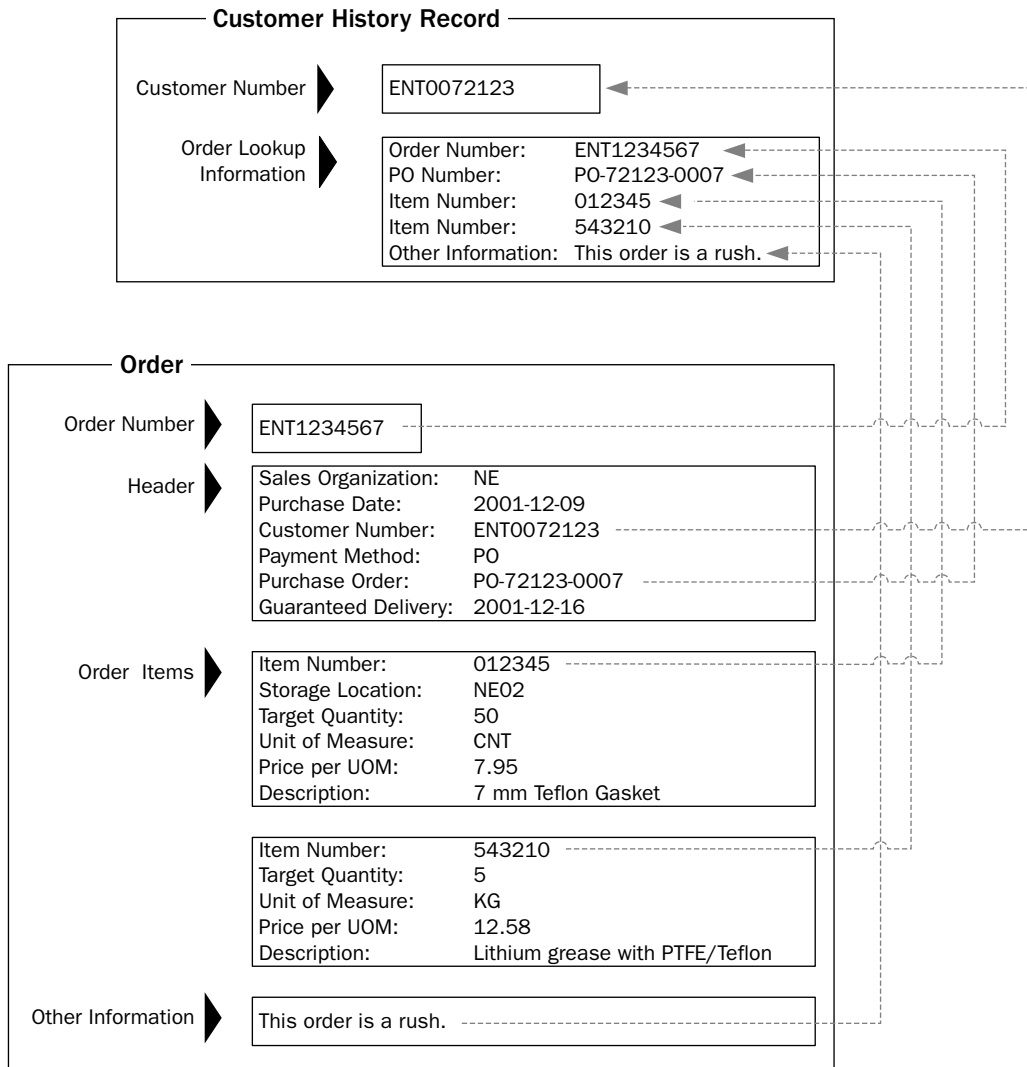 Customer History Record
Customer Number ENT0072123
Order Lookup Information
Order Number: ENT1234567
PO Number: PO-72123-0007
Item Number: 012345
Item Number: 543210
Other Information: This order is a rush.
Order
Order Number ENT1234567
Header
Sales Organization: NE
Purchase Date: 2001-12-09
Customer Number: ENT0072123
Payment Method: PO
Purchase Order: PO-72123-0007
Guaranteed Delivery: 2001-12-16
Order Items
Item Number: 012345
Storage Location: NE02
Target Quantity: 50
Unit of Measure: CNT
Price per UOM: 7.95
Description: 7 mm Teflon Gasket
Item Number: 543210
Target Quantity: 5
Unit of Measure: KG
Price per UOM: 12.58
Description: Lithium grease with PTFE/Teflon
Other Information This order is a rush.